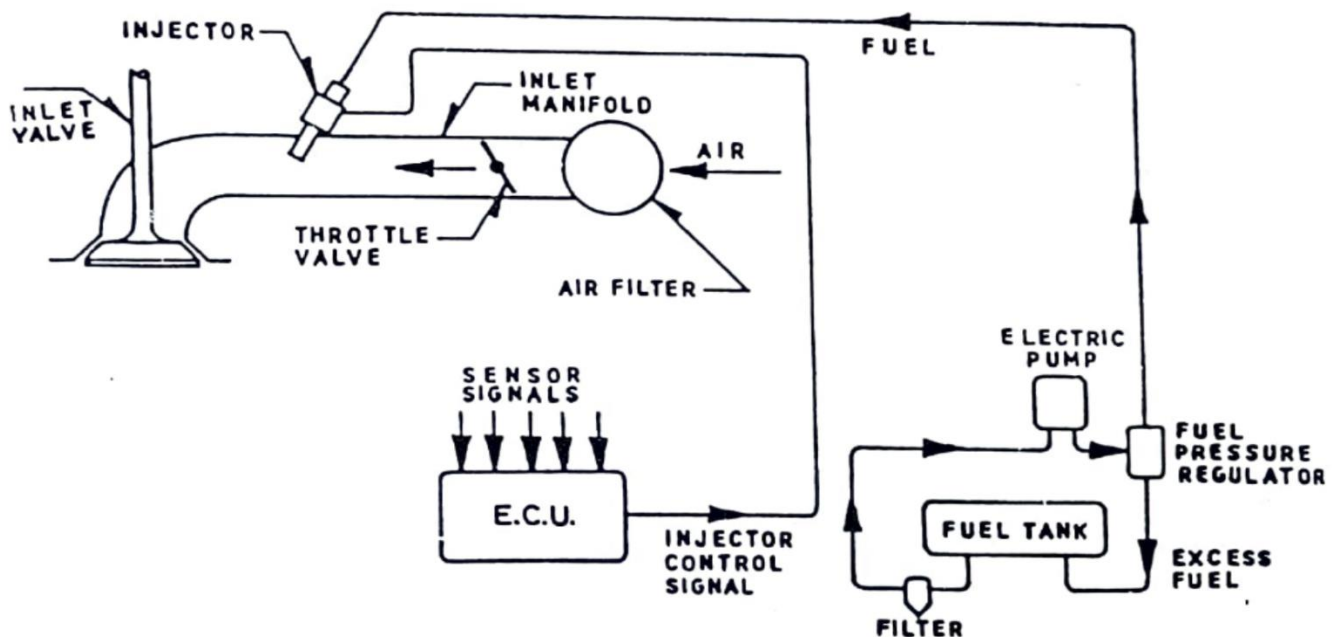 INJECTOR
FUEL
INLET
VALVE
INLET
MANIFOLD
AIR
THROTTLE
VALVE
AIR FILTER
ELECTRIC
PUMP
SENSOR
SIGNALS
FUEL
PRESSURE
REGULATOR
E.C.U.
FUEL TANK
INJECTOR
CONTROL
SIGNAL
EXCESS
FUEL
FILTER